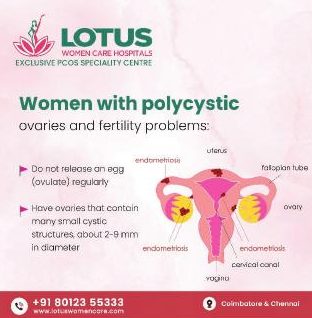 LOTUS
WOMEN CARE HOSPITALS
EXCLUSIVE PCOS SPECIALITY CENTRE
Women with polycystic
ovaries and fertility problems:
Do not release an egg
(ovulate) regularly
Have ovaries that contain
many small cystic
structures, about 2-9 mm
in diameter
uterus
endometriosis
fallopian tube
ovary
endometriosis
endometriosis
cervical canal
vagina
+91 80123 55333
www.lotuswomencare.com
Coimbatore & Chennai